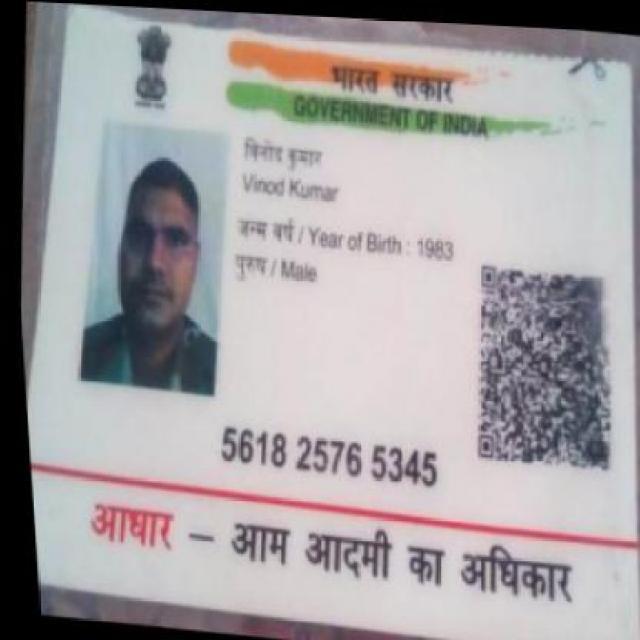 भारत सरकार
GOVERNMENT OF INDIA
विनोद कुमार
Vinod Kumar
जन्म वर्ष / Year of Birth : 1983
पुरुष / Male
5618 2576 5345
आधार – आम आदमी का अधिकार